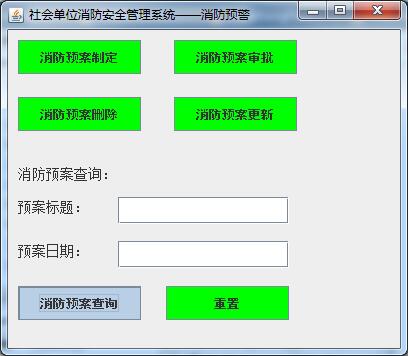 社会单位消防安全管理系统——消防预警
消防预案制定 消防预案审批
消防预案删除 消防预案更新
消防预案查询：
预案标题：
预案日期：
消防预案查询 重置